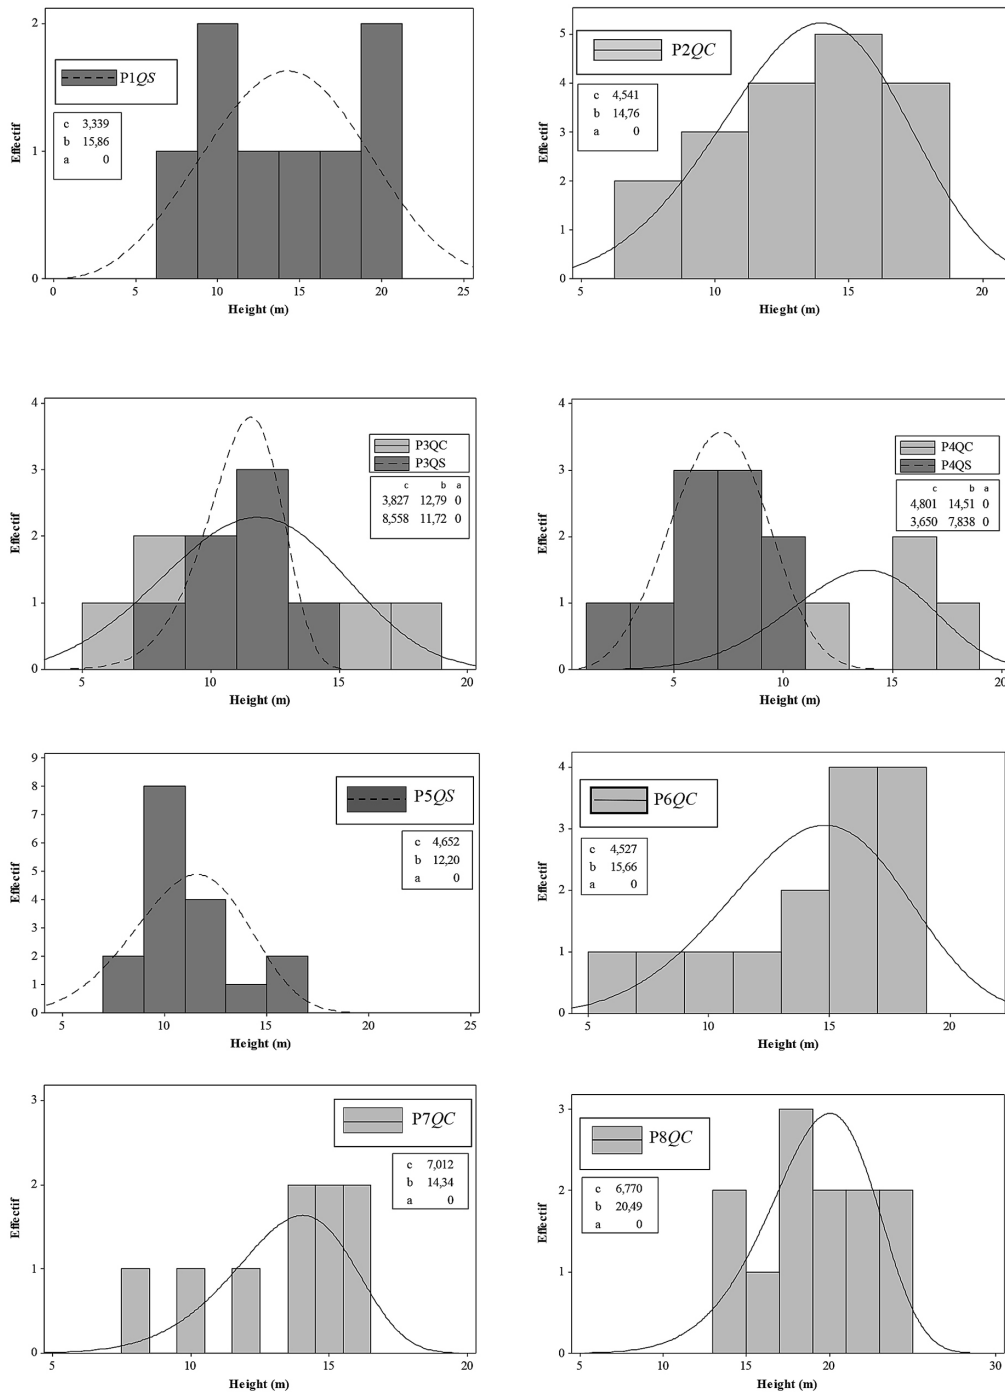 P1QS
c 3,339
b 15,86
a 0
Effectif
2
1
0
0 5 10 15 20 25
Height (m)
P2QC
c 4,541
b 14,76
a 0
Effectif
5
4
3
2
1
0
5 10 15 20
Hieght (m)
P3QC
P3QS
c b a
3,827 12,79 0
8,558 11,72 0
Effectif
4
3
2
1
0
5 10 15 20
Height (m)
P4QC
P4QS
c b a
4,801 14,51 0
3,650 7,838 0
Effectif
4
3
2
1
0
5 10 15 20
Height (m)
P5QS
c 4,652
b 12,20
a 0
Effectif
9
8
7
6
5
4
3
2
1
0
5 10 15 20 25
Height (m)
P6QC
c 4,527
b 15,66
a 0
Effectif
4
3
2
1
0
5 10 15 20
Height (m)
P7QC
c 7,012
b 14,34
a 0
Effectif
3
2
1
0
5 10 15 20
Height (m)
P8QC
c 6,770
b 20,49
a 0
Effectif
3
2
1
0
5 10 15 20 30
Height (m)